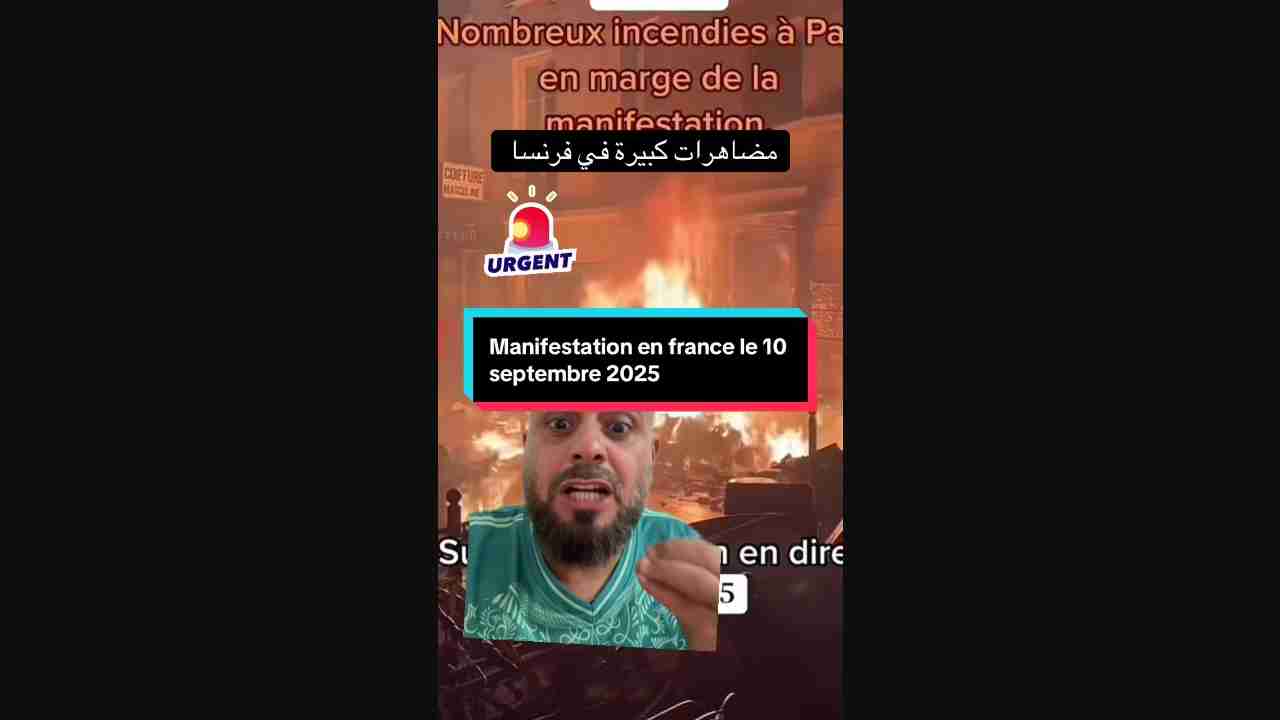 Nombreux incendies à Pa
en marge de la
manifestation
مضاهرات كبيرة في فرنسا
COIFFURE
MASCULINE
URGENT
Manifestation en france le 10
septembre 2025
en dire
5